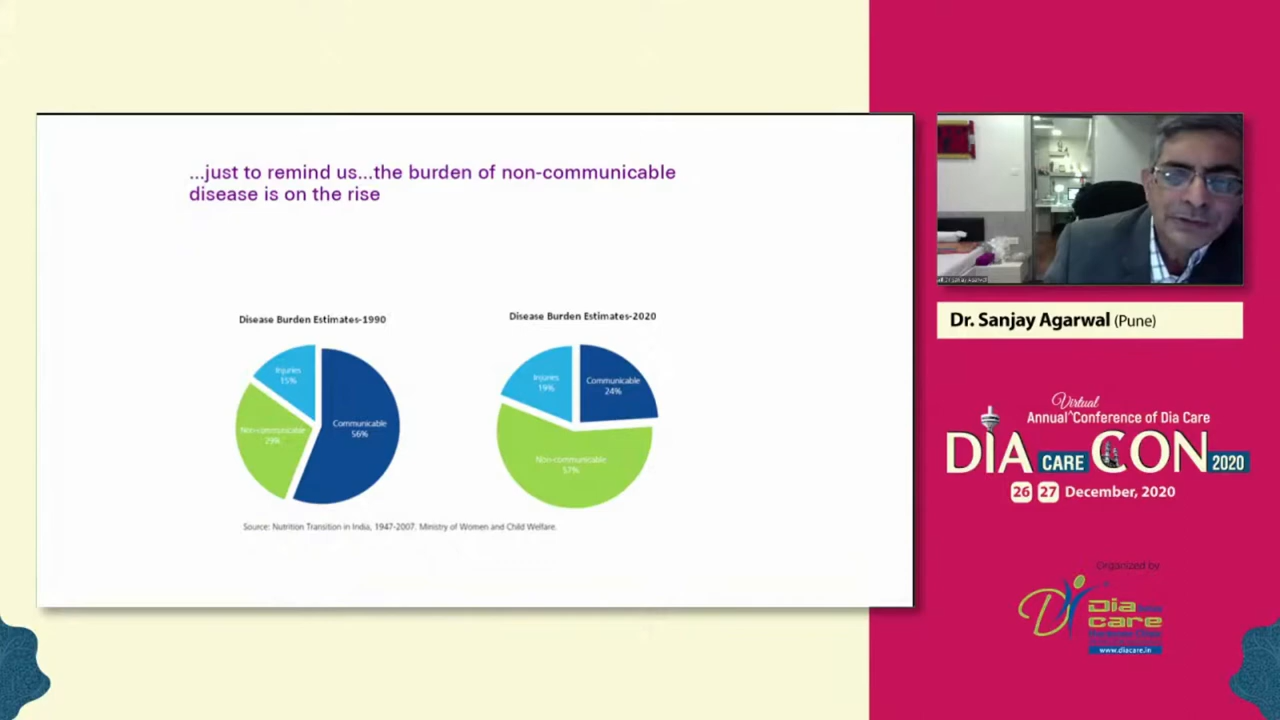 ...just to remind us...the burden of non-communicable
disease is on the rise
Disease Burden Estimates-1990
Injuries
15%
Non-communicable
29%
Communicable
56%
Disease Burden Estimates-2020
Injuries
19%
Communicable
24%
Non-communicable
57%
Source: Nutrition Transition in India, 1947-2007. Ministry of Women and Child Welfare.
Dr. Sanjay Agarwal (Pune)
Virtual
Annual^Conference of Dia Care
DIA CARE CON 2020
26 27 December, 2020
Organized by
Dia
care
www.diacare.in